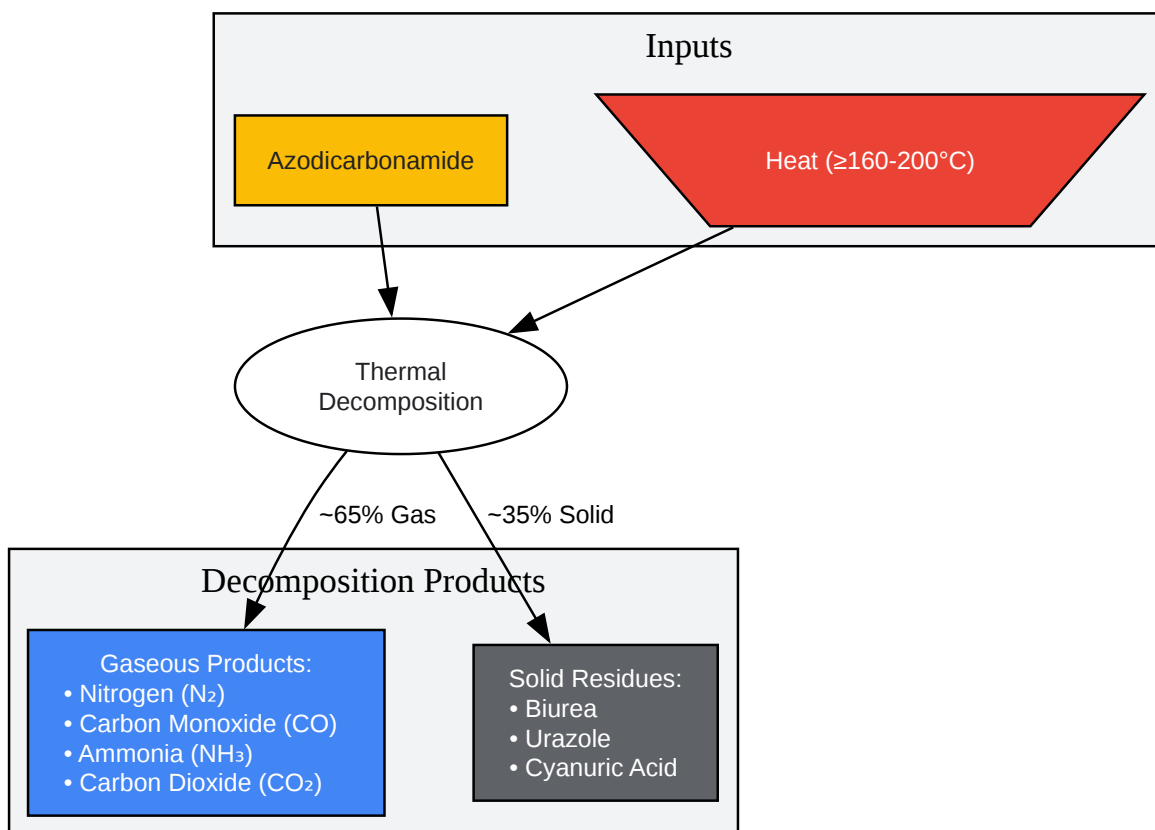 Inputs
Azodicarbonamide
Heat (≥160-200°C)
Thermal
Decomposition
~65% Gas
~35% Solid
Decomposition Products
Gaseous Products:
• Nitrogen (N₂)
• Carbon Monoxide (CO)
• Ammonia (NH₃)
• Carbon Dioxide (CO₂)
Solid Residues:
• Biurea
• Urazole
• Cyanuric Acid